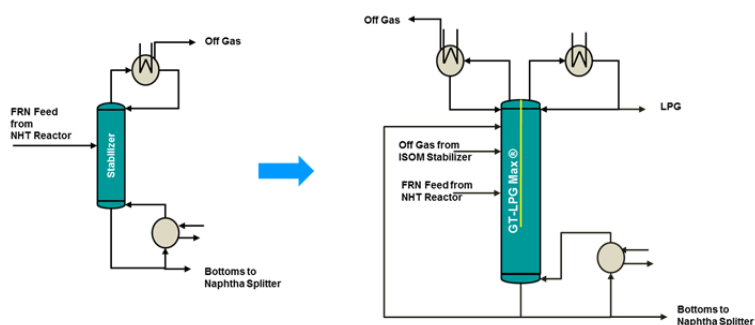 Off Gas
FRN Feed
from
NHT Reactor
Stabilizer
Bottoms to
Naphtha Splitter
Off Gas
LPG
Off Gas from
ISOM Stabilizer
FRN Feed from
NHT Reactor
GT-LPG Max ®
Bottoms to
Naphtha Splitter